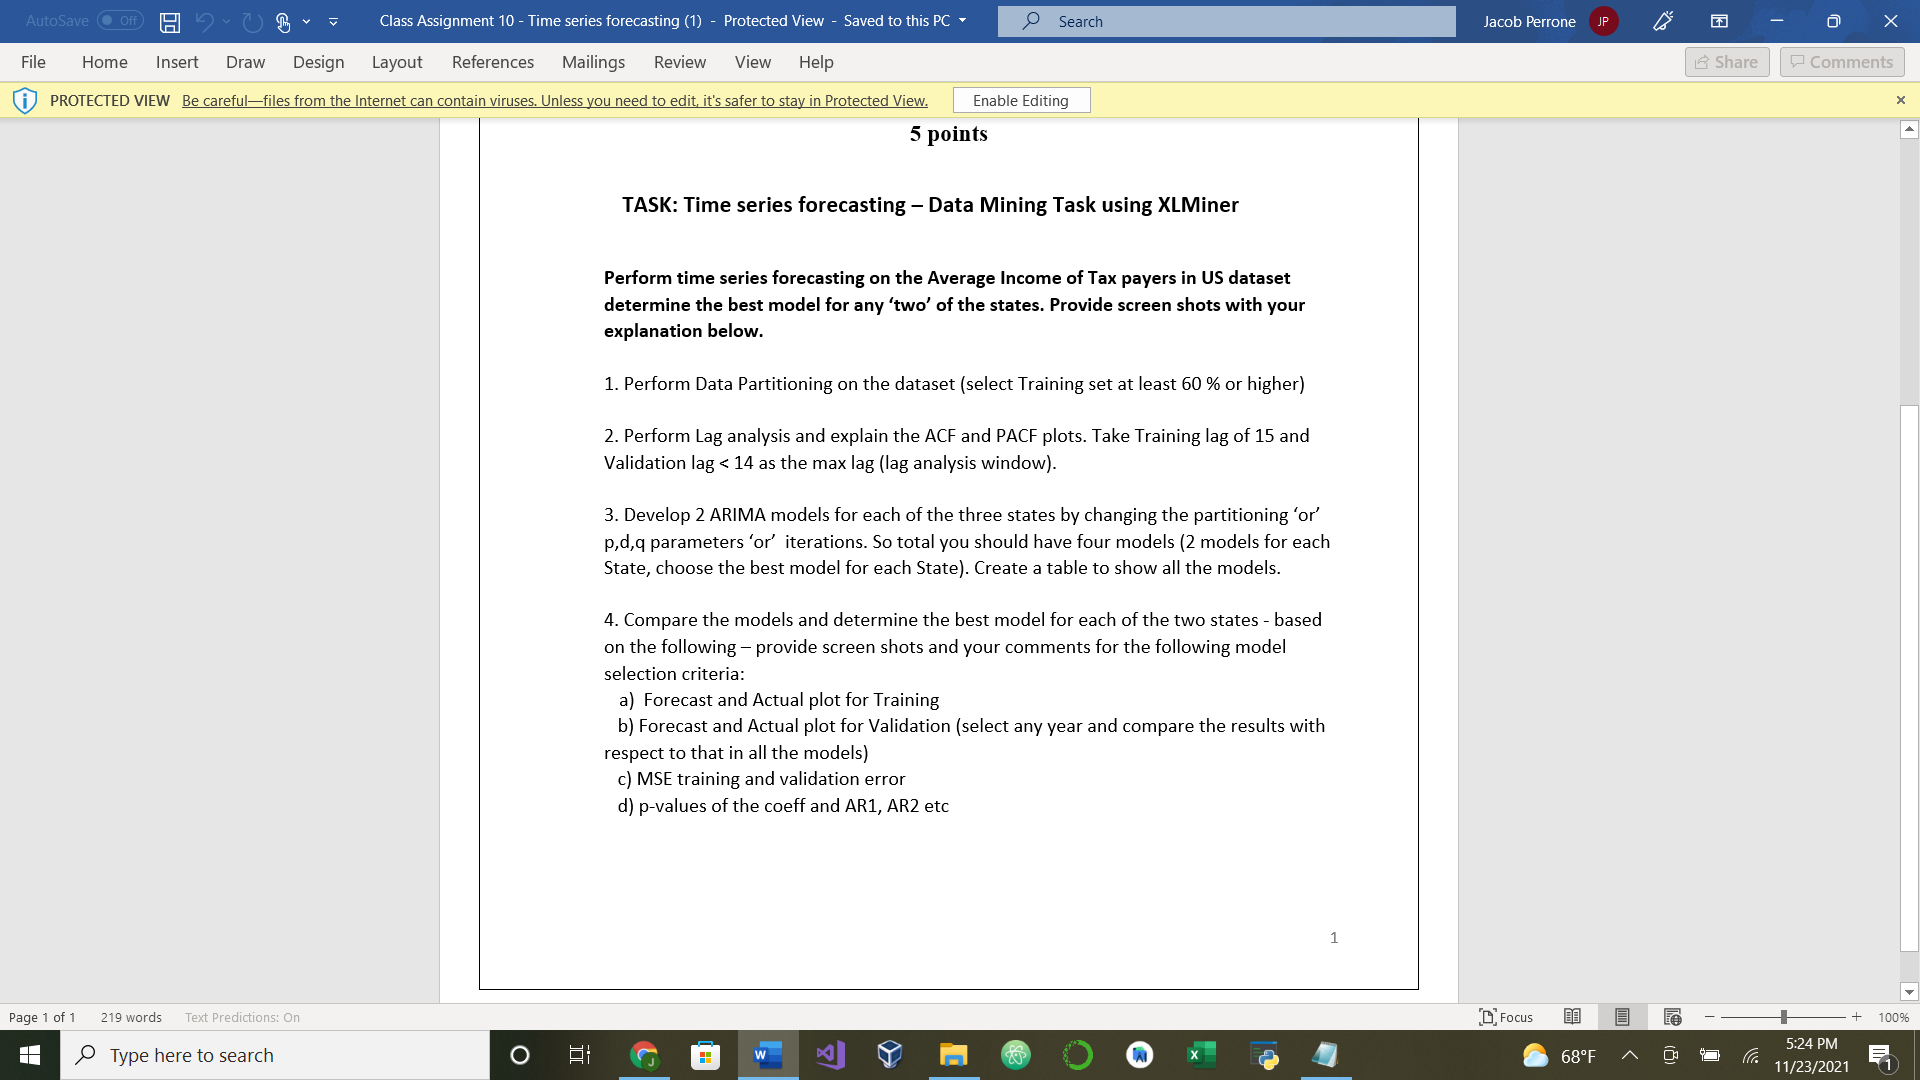 AutoSave Off Class Assignment 10 - Time series forecasting (1) - Protected View - Saved to this PC Search Jacob Perrone JP
File Home Insert Draw Design Layout References Mailings Review View Help Share Comments
PROTECTED VIEW Be careful—files from the Internet can contain viruses. Unless you need to edit, it's safer to stay in Protected View. Enable Editing
5 points
TASK: Time series forecasting – Data Mining Task using XLMiner
Perform time series forecasting on the Average Income of Tax payers in US dataset
determine the best model for any ‘two’ of the states. Provide screen shots with your
explanation below.
1. Perform Data Partitioning on the dataset (select Training set at least 60 % or higher)
2. Perform Lag analysis and explain the ACF and PACF plots. Take Training lag of 15 and
Validation lag < 14 as the max lag (lag analysis window).
3. Develop 2 ARIMA models for each of the three states by changing the partitioning ‘or’
p,d,q parameters ‘or’ iterations. So total you should have four models (2 models for each
State, choose the best model for each State). Create a table to show all the models.
4. Compare the models and determine the best model for each of the two states - based
on the following – provide screen shots and your comments for the following model
selection criteria:
a) Forecast and Actual plot for Training
b) Forecast and Actual plot for Validation (select any year and compare the results with
respect to that in all the models)
c) MSE training and validation error
d) p-values of the coeff and AR1, AR2 etc
1
Page 1 of 1 219 words Text Predictions: On Focus 100%
Type here to search 68°F 5:24 PM
11/23/2021 1